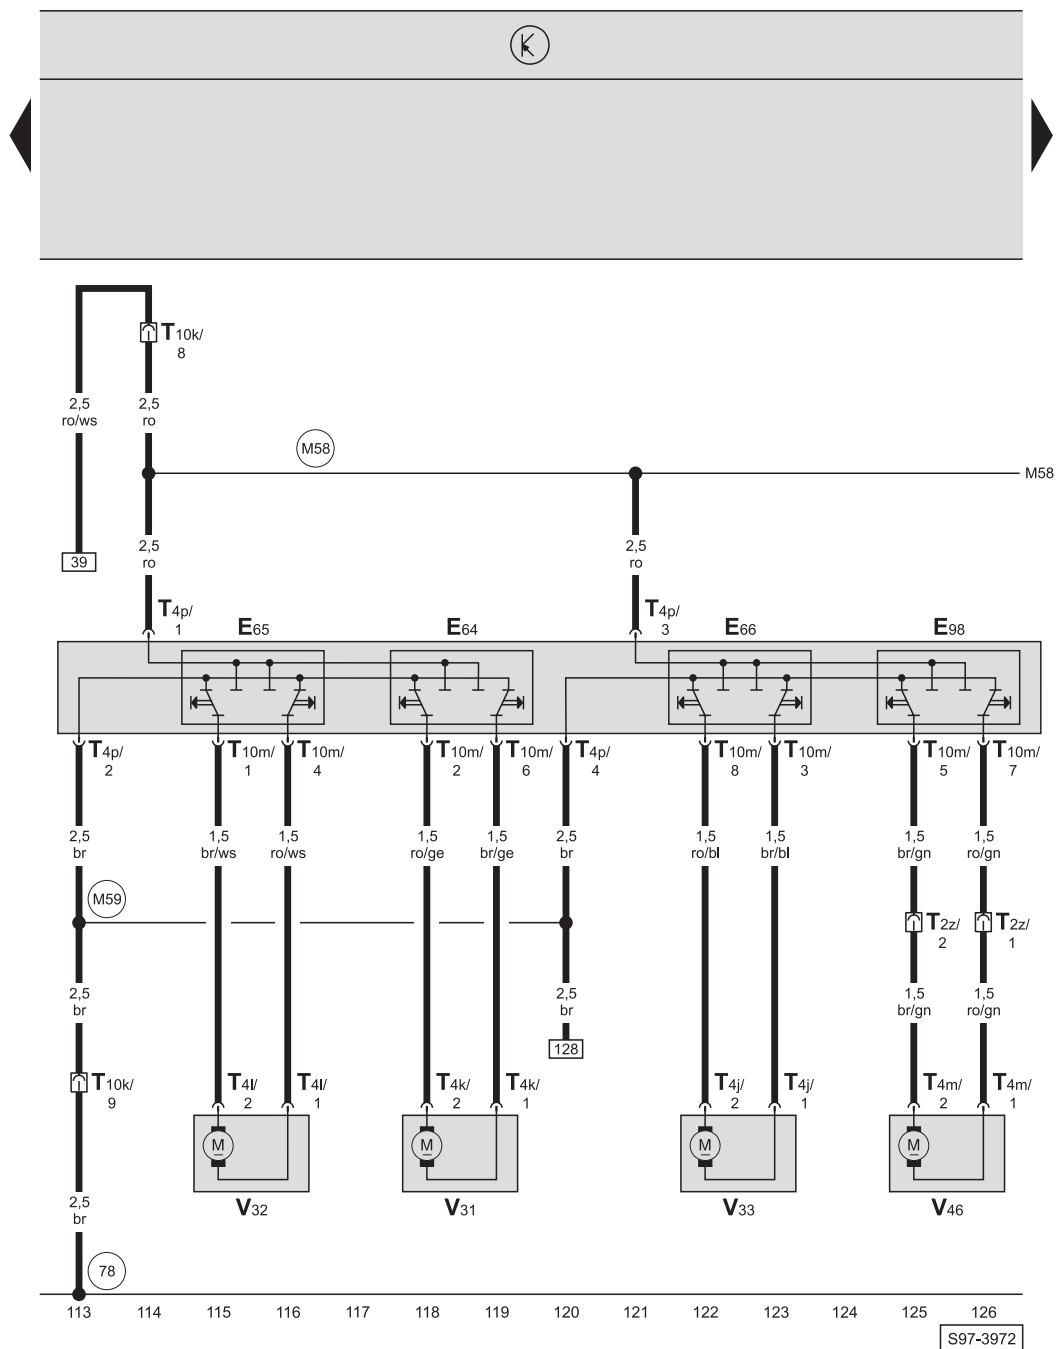 T10k/
8
2,5
ro/ws
2,5
ro
M58
M58
39
2,5
ro
2,5
ro
T4p/
1
E65
E64
T4p/
3
E66
E98
T4p/
2
T10m/
1
T10m/
4
T10m/
2
T10m/
6
T4p/
4
T10m/
8
T10m/
3
T10m/
5
T10m/
7
2,5
br
1,5
br/ws
1,5
ro/ws
1,5
ro/ge
1,5
br/ge
2,5
br
1,5
ro/bl
1,5
br/bl
1,5
br/gn
1,5
ro/gn
M59
T2z/
2
T2z/
1
2,5
br
2,5
br
1,5
br/gn
1,5
ro/gn
128
T10k/
9
T4l/
2
T4l/
1
T4k/
2
T4k/
1
T4j/
2
T4j/
1
T4m/
2
T4m/
1
M
M
M
M
V32
V31
V33
V46
2,5
br
78
113 114 115 116 117 118 119 120 121 122 123 124 125 126
S97-3972